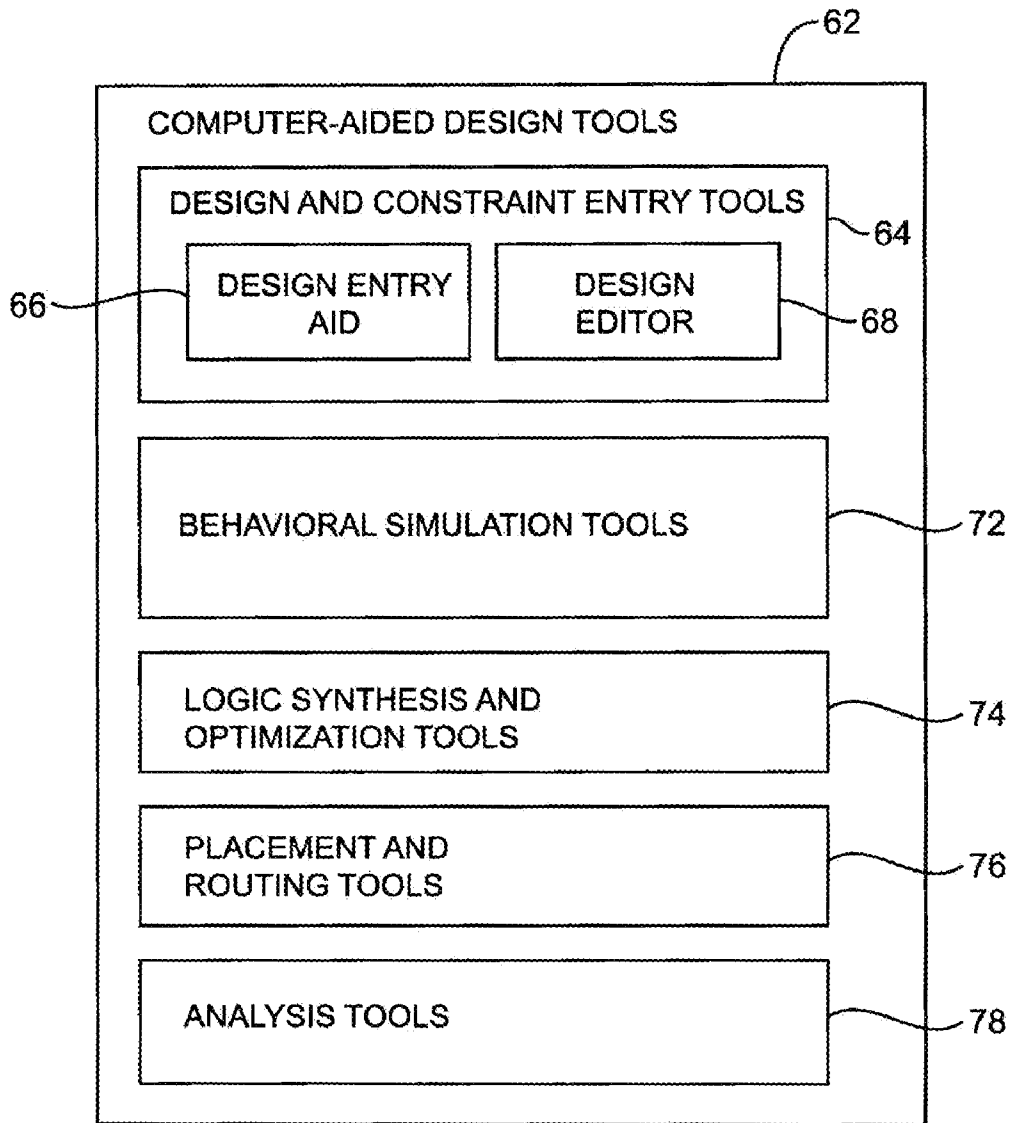 62
COMPUTER-AIDED DESIGN TOOLS
DESIGN AND CONSTRAINT ENTRY TOOLS
64
66
DESIGN ENTRY
AID
DESIGN
EDITOR
68
BEHAVIORAL SIMULATION TOOLS
72
LOGIC SYNTHESIS AND
OPTIMIZATION TOOLS
74
PLACEMENT AND
ROUTING TOOLS
76
ANALYSIS TOOLS
78